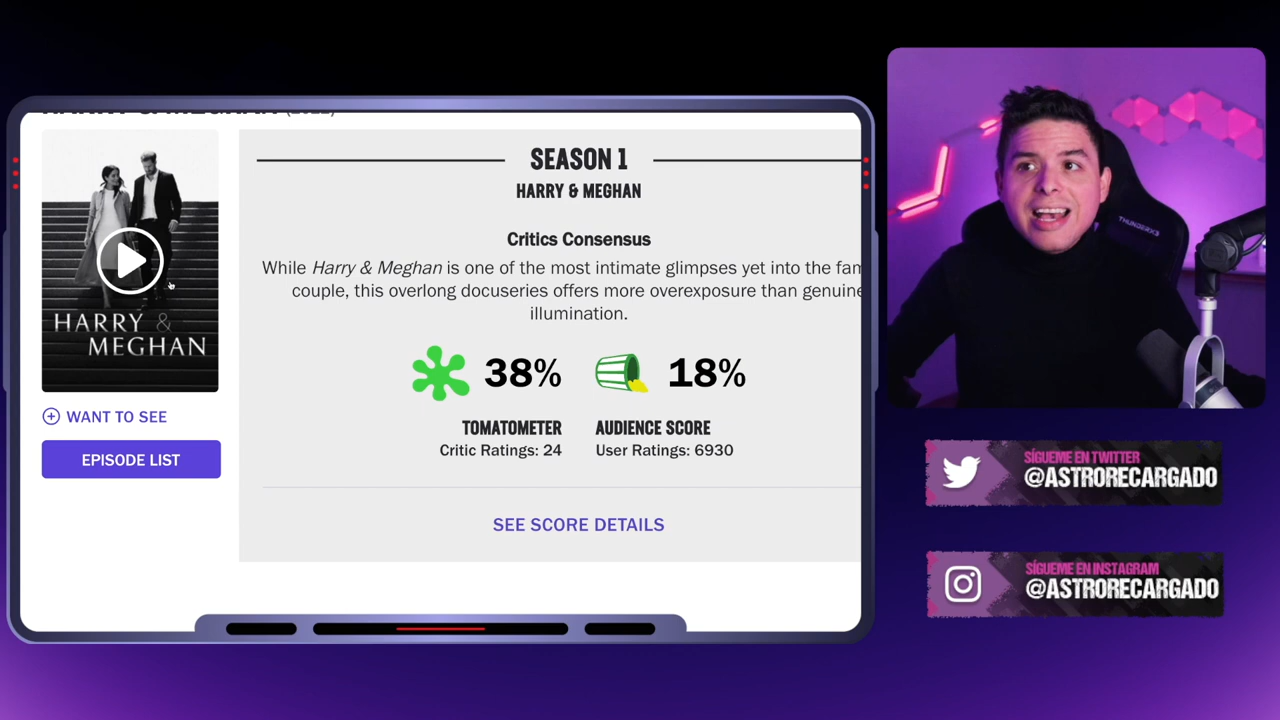 SEASON 1
HARRY & MEGHAN
Critics Consensus
While Harry & Meghan is one of the most intimate glimpses yet into the
couple, this overlong docuseries offers more overexposure than genuine
illumination.
38%
18%
TOMATOMETER
AUDIENCE SCORE
Critic Ratings: 24
User Ratings: 6930
SEE SCORE DETAILS
HARRY &
MEGHAN
WANT TO SEE
EPISODE LIST
THUNDERX3
SÍGUEME EN TWITTER
@ASTRORECARGADO
SÍGUEME EN INSTAGRAM
@ASTRORECARGADO